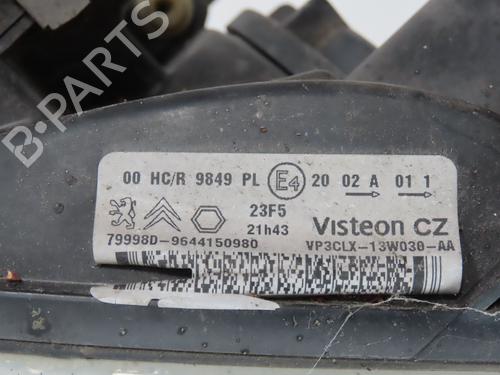 B-PARTS
00 HC/R 9849 PL E4 20 02 A 01 1
23F5
21h43
Visteon CZ
79998D-9644150980
VP3CLX-13W030-AA